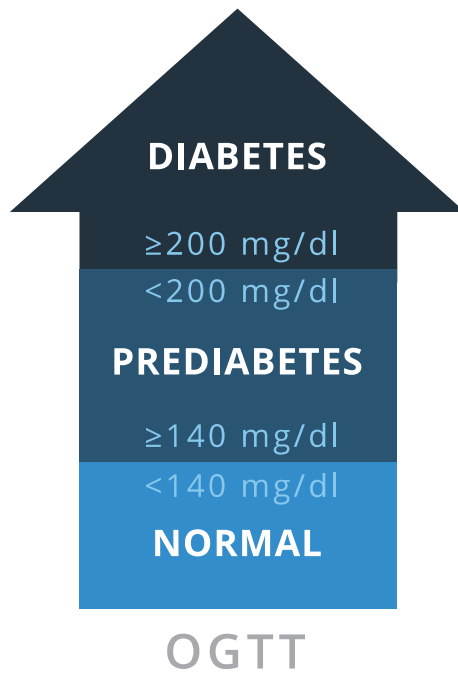 DIABETES
≥200 mg/dl
<200 mg/dl
PREDIABETES
≥140 mg/dl
<140 mg/dl
NORMAL
OGTT